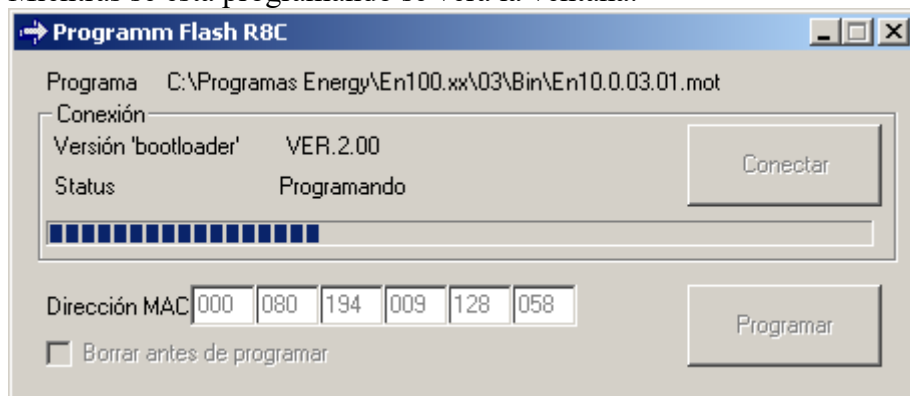 Mientras se está programando se verá la ventana:
Programm Flash R8C
Programa C:\Programas Energy\En100.xx\03\Bin\En10.0.03.01.mot
Conexión
Versión 'bootloader' VER.2.00
Conectar
Status Programando
Dirección MAC 000 080 194 009 128 058
Programar
Borrar antes de programar